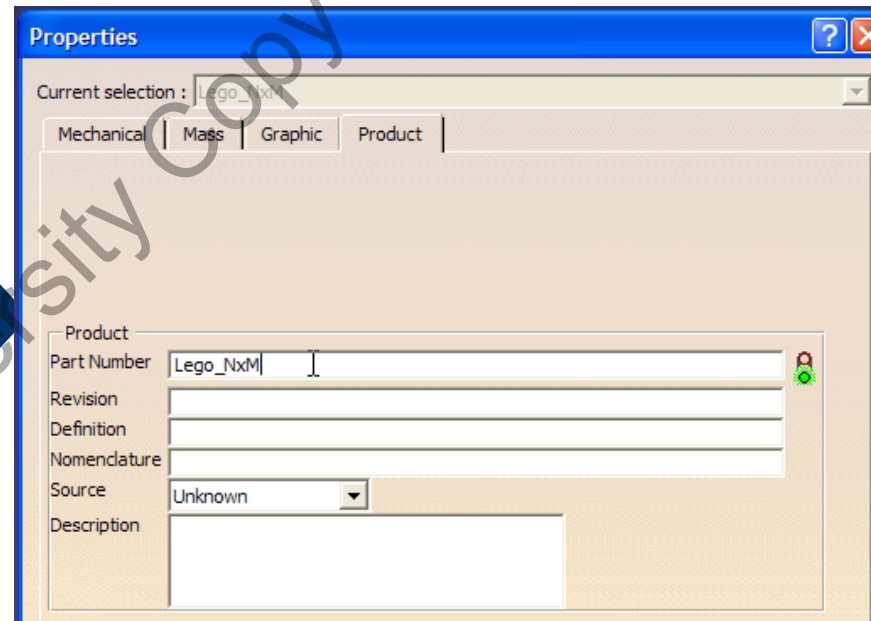 Properties
?
Current selection : Lego_NxM
Mechanical Mass Graphic Product
Product
Part Number Lego_NxM
Revision
Definition
Nomenclature
Source Unknown
Description
ersity Copy